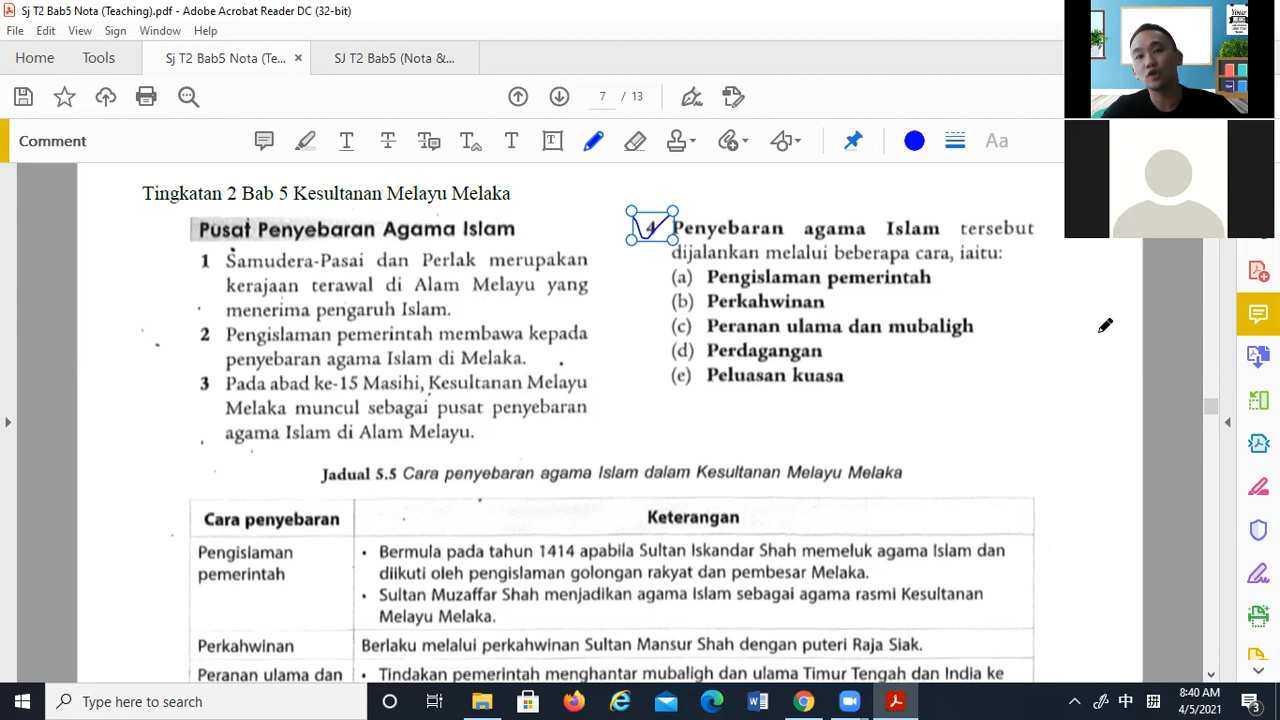 Sj T2 Bab5 Nota (Teaching).pdf - Adobe Acrobat Reader DC (32-bit)
File Edit View Sign Window Help
Home Tools Sj T2 Bab5 Nota (Te... × SJ T2 Bab5 (Nota &...
7 / 13
Comment
Aa
Tingkatan 2 Bab 5 Kesultanan Melayu Melaka
Pusat Penyebaran Agama Islam
1 Samudera-Pasai dan Perlak merupakan
kerajaan terawal di Alam Melayu yang
menerima pengaruh Islam.
2 Pengislaman pemerintah membawa kepada
penyebaran agama Islam di Melaka.
3 Pada abad ke-15 Masihi, Kesultanan Melayu
Melaka muncul sebagai pusat penyebaran
agama Islam di Alam Melayu.
4 Penyebaran agama Islam tersebut
dijalankan melalui beberapa cara, iaitu:
(a) Pengislaman pemerintah
(b) Perkahwinan
(c) Peranan ulama dan mubaligh
(d) Perdagangan
(e) Peluasan kuasa
Jadual 5.5 Cara penyebaran agama Islam dalam Kesultanan Melayu Melaka
Cara penyebaran
Keterangan
Pengislaman
pemerintah
• Bermula pada tahun 1414 apabila Sultan Iskandar Shah memeluk agama Islam dan
diikuti oleh pengislaman golongan rakyat dan pembesar Melaka.
• Sultan Muzaffar Shah menjadikan agama Islam sebagai agama rasmi Kesultanan
Melayu Melaka.
Perkahwinan
Berlaku melalui perkahwinan Sultan Mansur Shah dengan puteri Raja Siak.
Peranan ulama dan
• Tindakan pemerintah menghantar mubaligh dan ulama Timur Tengah dan India ke
Type here to search
中 拼
8:40 AM
4/5/2021
3